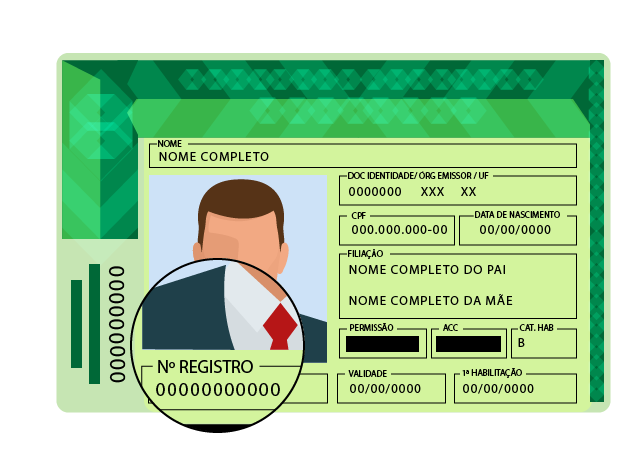 NOME
NOME COMPLETO
DOC IDENTIDADE/ ÓRG EMISSOR / UF
0000000 XXX XX
CPF
000.000.000-00
DATA DE NASCIMENTO
00/00/0000
FILIAÇÃO
NOME COMPLETO DO PAI
NOME COMPLETO DA MÃE
PERMISSÃO
ACC
CAT. HAB
B
Nº REGISTRO
00000000000
VALIDADE
00/00/0000
1ª HABILITAÇÃO
00/00/0000
000000000